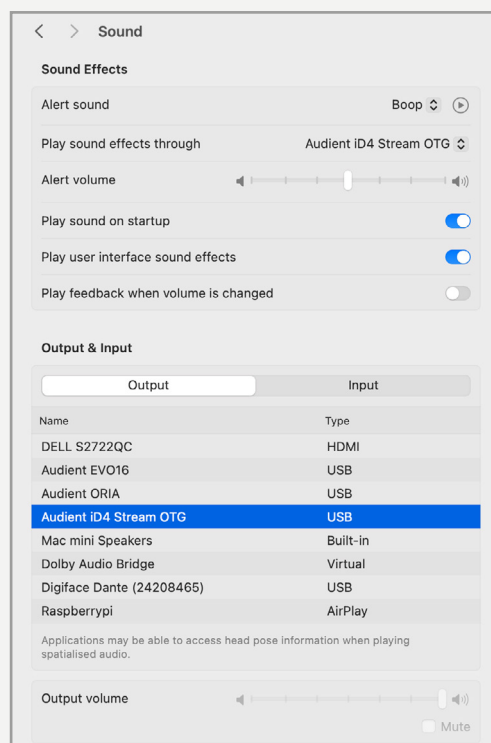 Sound
Sound Effects
Alert sound Boop
Play sound effects through Audient iD4 Stream OTG
Alert volume
Play sound on startup
Play user interface sound effects
Play feedback when volume is changed
Output & Input
Output Input
Name Type
DELL S2722QC HDMI
Audient EVO16 USB
Audient ORIA USB
Audient iD4 Stream OTG USB
Mac mini Speakers Built-in
Dolby Audio Bridge Virtual
Digiface Dante (24208465) USB
Raspberrypi AirPlay
Applications may be able to access head pose information when playing
spatialised audio.
Output volume
Mute